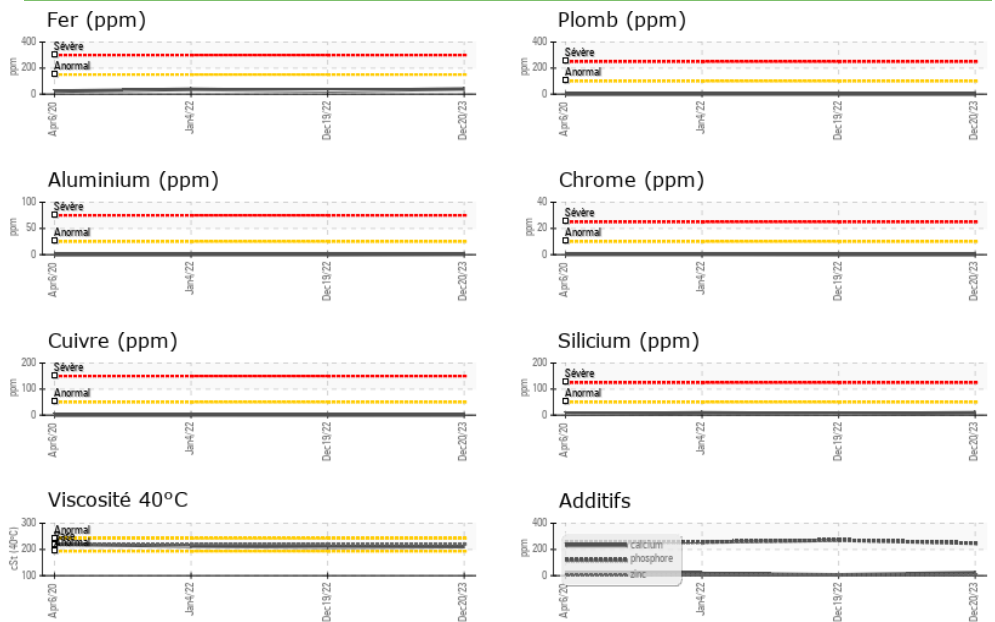 Fer (ppm)
400
200
0
ppm
Sévère
Anormal
Apr6/20
Jan4/22
Dec19/22
Dec20/23
Plomb (ppm)
400
200
0
ppm
Sévère
Anormal
Apr6/20
Jan4/22
Dec19/22
Dec20/23
Aluminium (ppm)
100
50
0
ppm
Sévère
Anormal
Apr6/20
Jan4/22
Dec19/22
Dec20/23
Chrome (ppm)
40
20
0
ppm
Sévère
Anormal
Apr6/20
Jan4/22
Dec19/22
Dec20/23
Cuivre (ppm)
200
100
0
ppm
Sévère
Anormal
Apr6/20
Jan4/22
Dec19/22
Dec20/23
Silicium (ppm)
200
100
0
ppm
Sévère
Anormal
Apr6/20
Jan4/22
Dec19/22
Dec20/23
Viscosité 40°C
300
200
100
cSt (40°C)
Anormal
Anormal
Apr6/20
Jan4/22
Dec19/22
Dec20/23
Additifs
400
200
0
ppm
calcium
phosphore
zinc
Apr6/20
Jan4/22
Dec19/22
Dec20/23